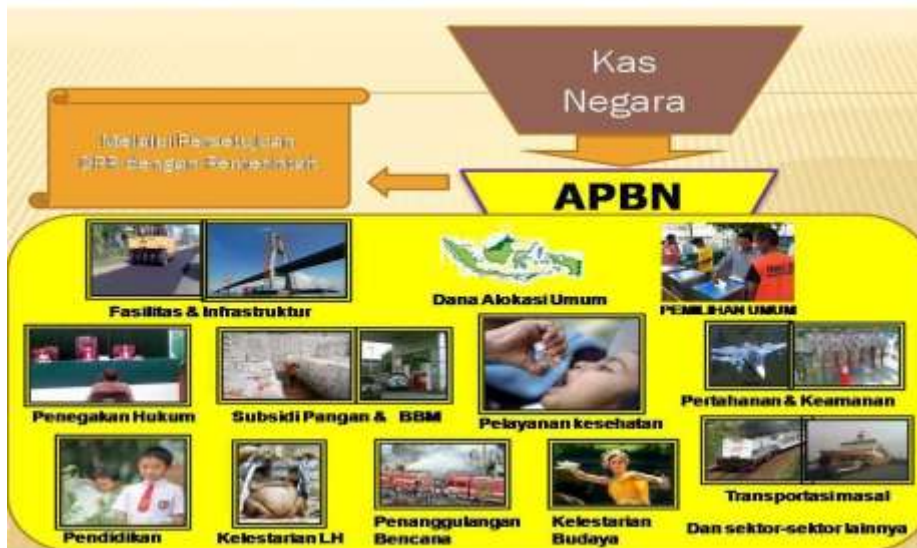 Kas
Negara
Melalui Persetujuan
DPR dengan Pemerintah
APBN
Fasilitas & Infrastruktur
Dana Alokasi Umum
PEMILIHAN UMUM
Penegakan Hukum
Subsidi Pangan & BBM
Pelayanan kesehatan
Pertahanan & Keamanan
Pendidikan
Kelestarian LH
Penanggulangan
Bencana
Kelestarian
Budaya
Transportasi masal
Dan sektor-sektor lainnya